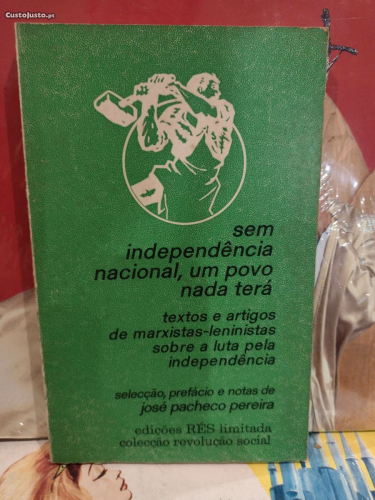 CustoJusto.pt
sem
independência
nacional, um povo
nada terá
textos e artigos
de marxistas-leninistas
sobre a luta pela
independência
selecção, prefácio e notas de
josé pacheco pereira
edições RÈS limitada
colecção revolução social